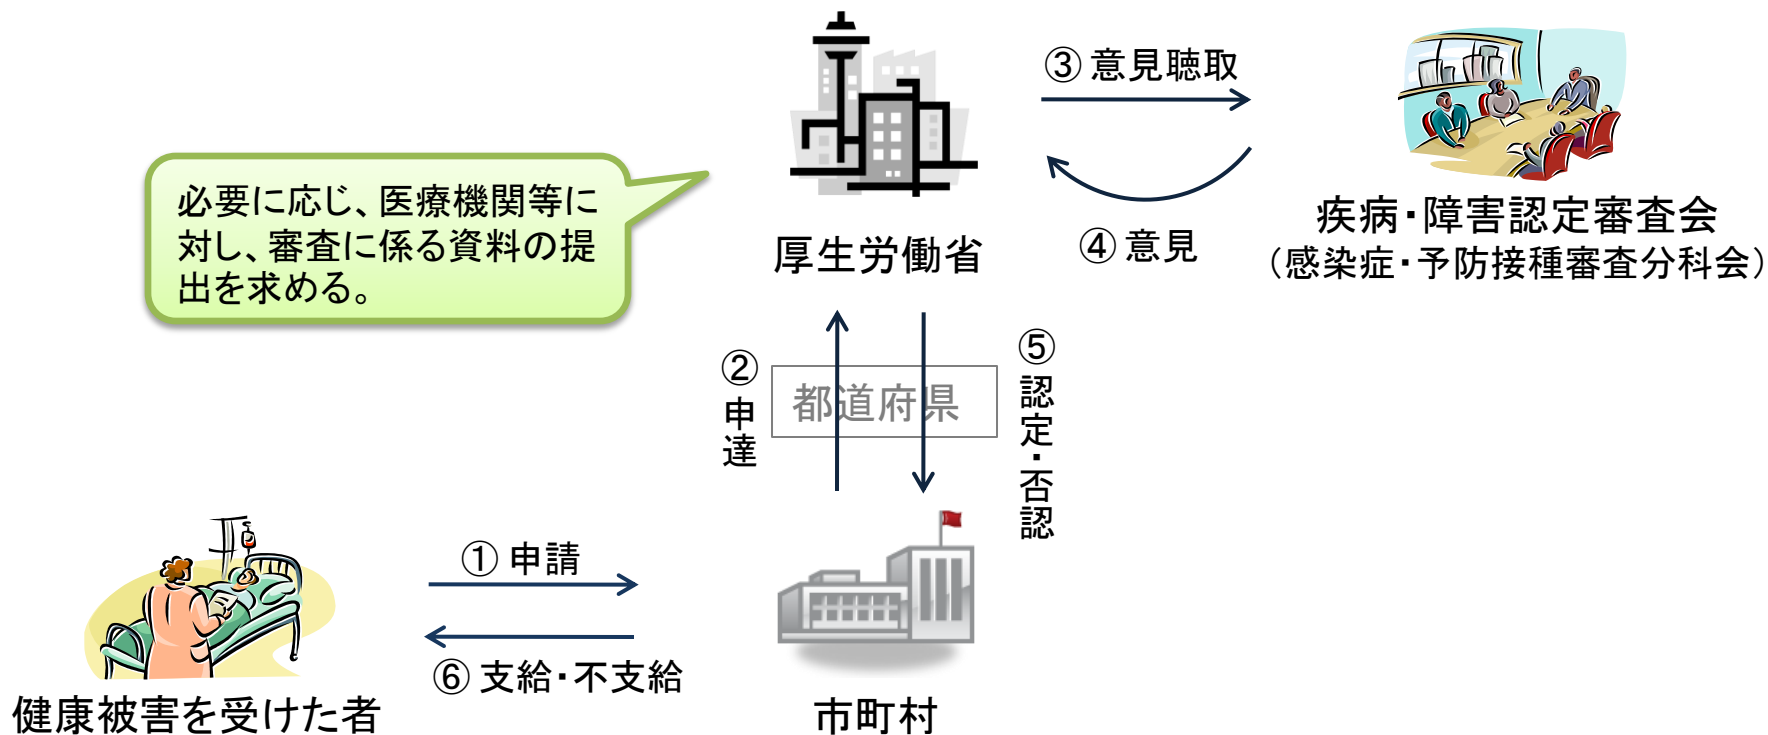 ③ 意見聴取
必要に応じ、医療機関等に
対し、審査に係る資料の提
出を求める。
厚生労働省
④ 意見
疾病・障害認定審査会
（感染症・予防接種審査分科会）
② 申達
都道府県
⑤ 認定・否認
① 申請
⑥ 支給・不支給
健康被害を受けた者
市町村